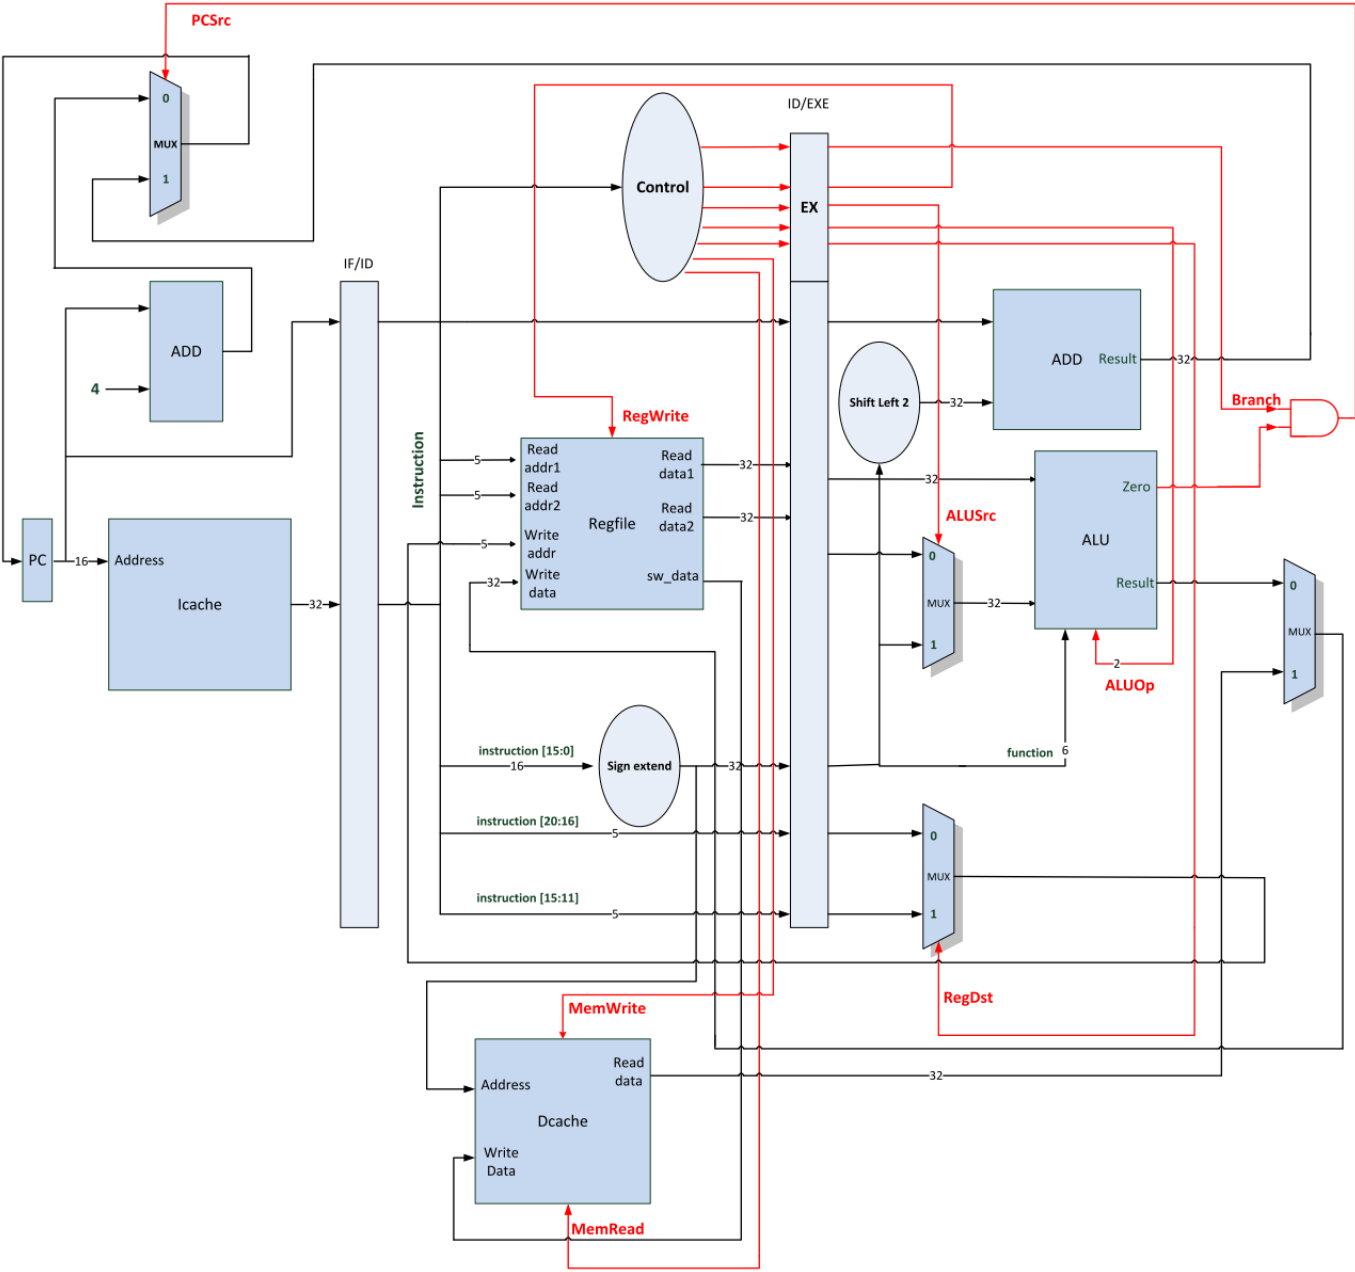 PCSrc
0
MUX
1
ID/EXE
Control
EX
IF/ID
ADD
4
ADD
Result
32
Shift Left 2
32
Branch
RegWrite
Instruction
Read
addr1
5
Read
addr2
5
Write
addr
5
Write
data
32
Regfile
Read
data1
32
Read
data2
32
sw_data
32
ALUSrc
0
MUX
1
32
Zero
ALU
Result
2
ALUOp
0
MUX
1
PC
16
Address
Icache
32
instruction [15:0]
16
Sign extend
32
function
6
instruction [20:16]
5
instruction [15:11]
5
0
MUX
1
RegDst
MemWrite
Address
Read
data
32
Dcache
Write
Data
MemRead